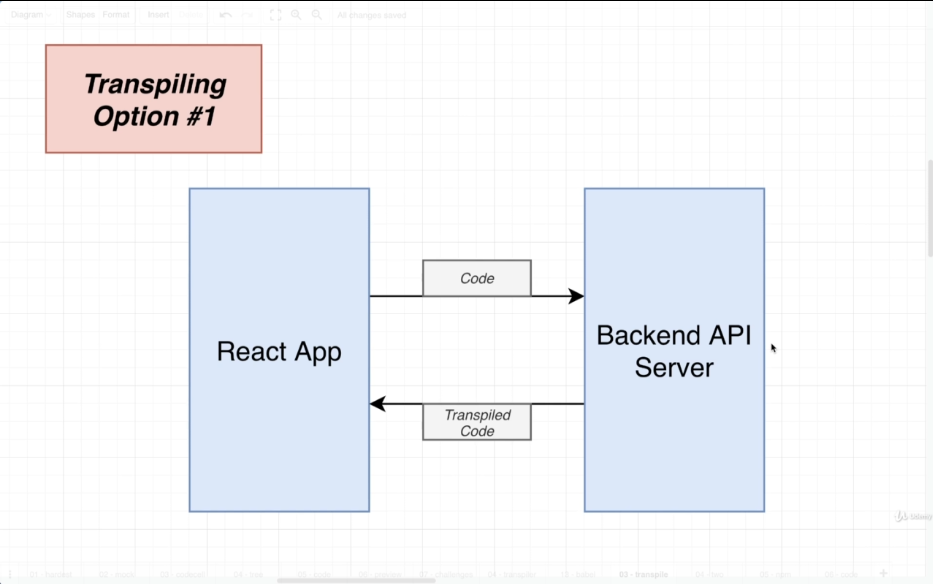 Diagram Shapes Format Insert All changes saved
Transpiling
Option #1
Code
React App
Backend API
Server
Transpiled
Code
03 - transpile